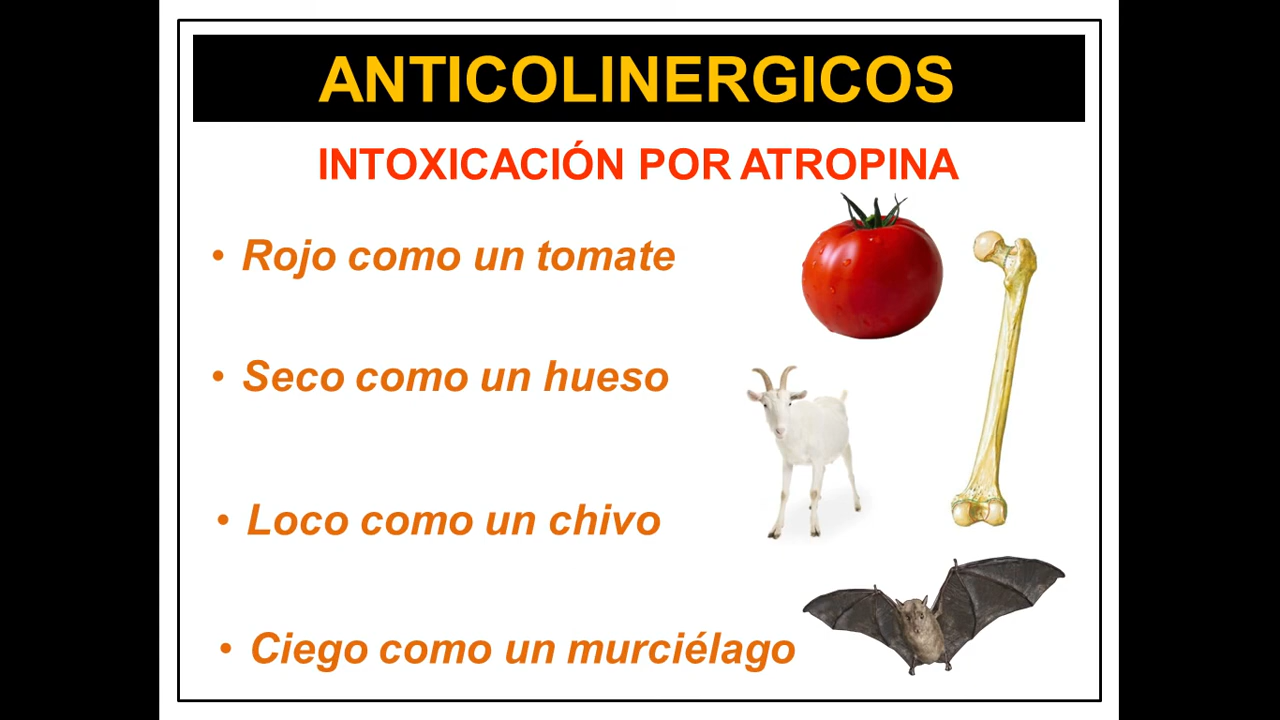 ANTICOLINERGICOS
INTOXICACIÓN POR ATROPINA
• Rojo como un tomate
• Seco como un hueso
• Loco como un chivo
• Ciego como un murciélago